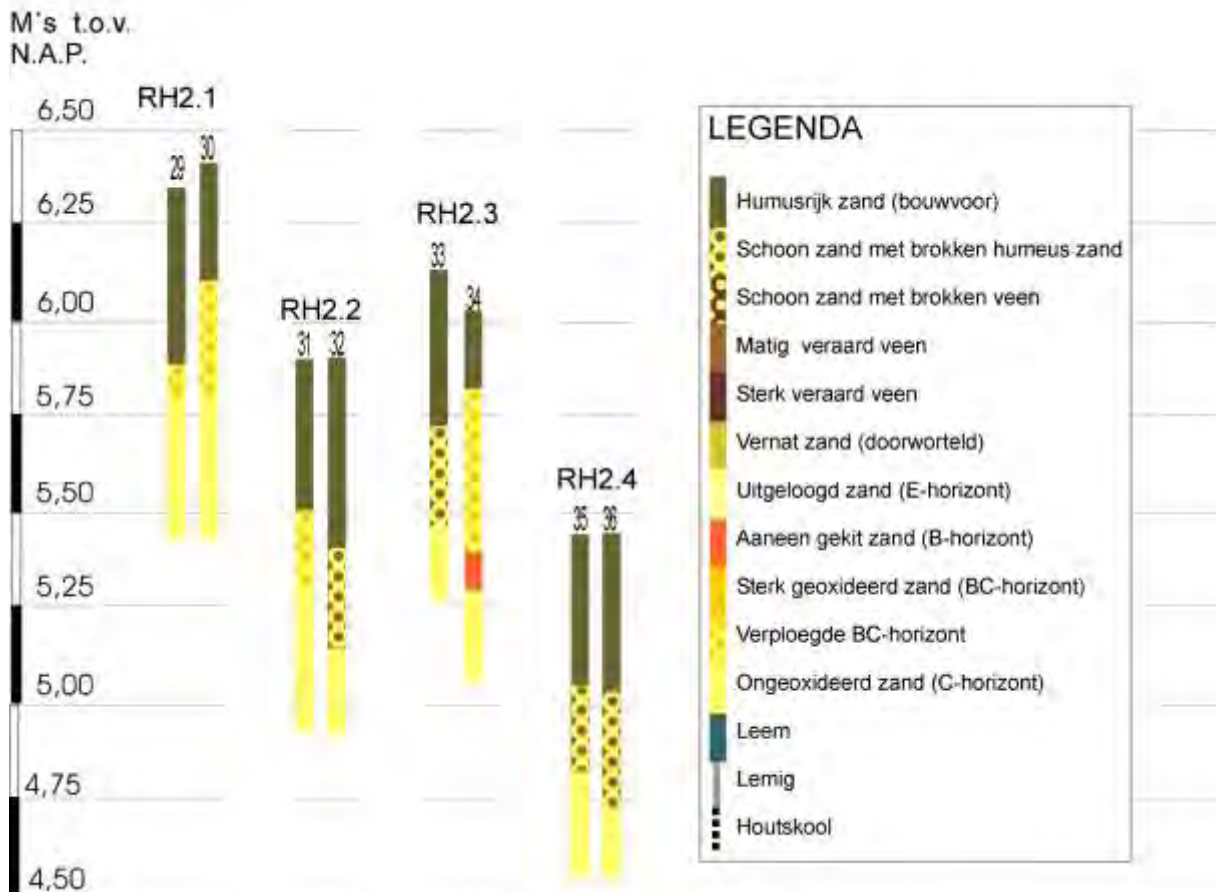 M's t.o.v.
N.A.P.
6,50
6,25
6,00
5,75
5,50
5,25
5,00
4,75
4,50
RH2.1
29
30
RH2.2
31
32
RH2.3
33
34
RH2.4
35
36
LEGENDA
Humusrijk zand (bouwvoor)
Schoon zand met brokken humeus zand
Schoon zand met brokken veen
Matig veraard veen
Sterk veraard veen
Vernat zand (doorworteld)
Uitgeloogd zand (E-horizont)
Aaneen gekit zand (B-horizont)
Sterk geoxideerd zand (BC-horizont)
Verploegde BC-horizont
Ongeoxideerd zand (C-horizont)
Leem
Lemig
Houtskool